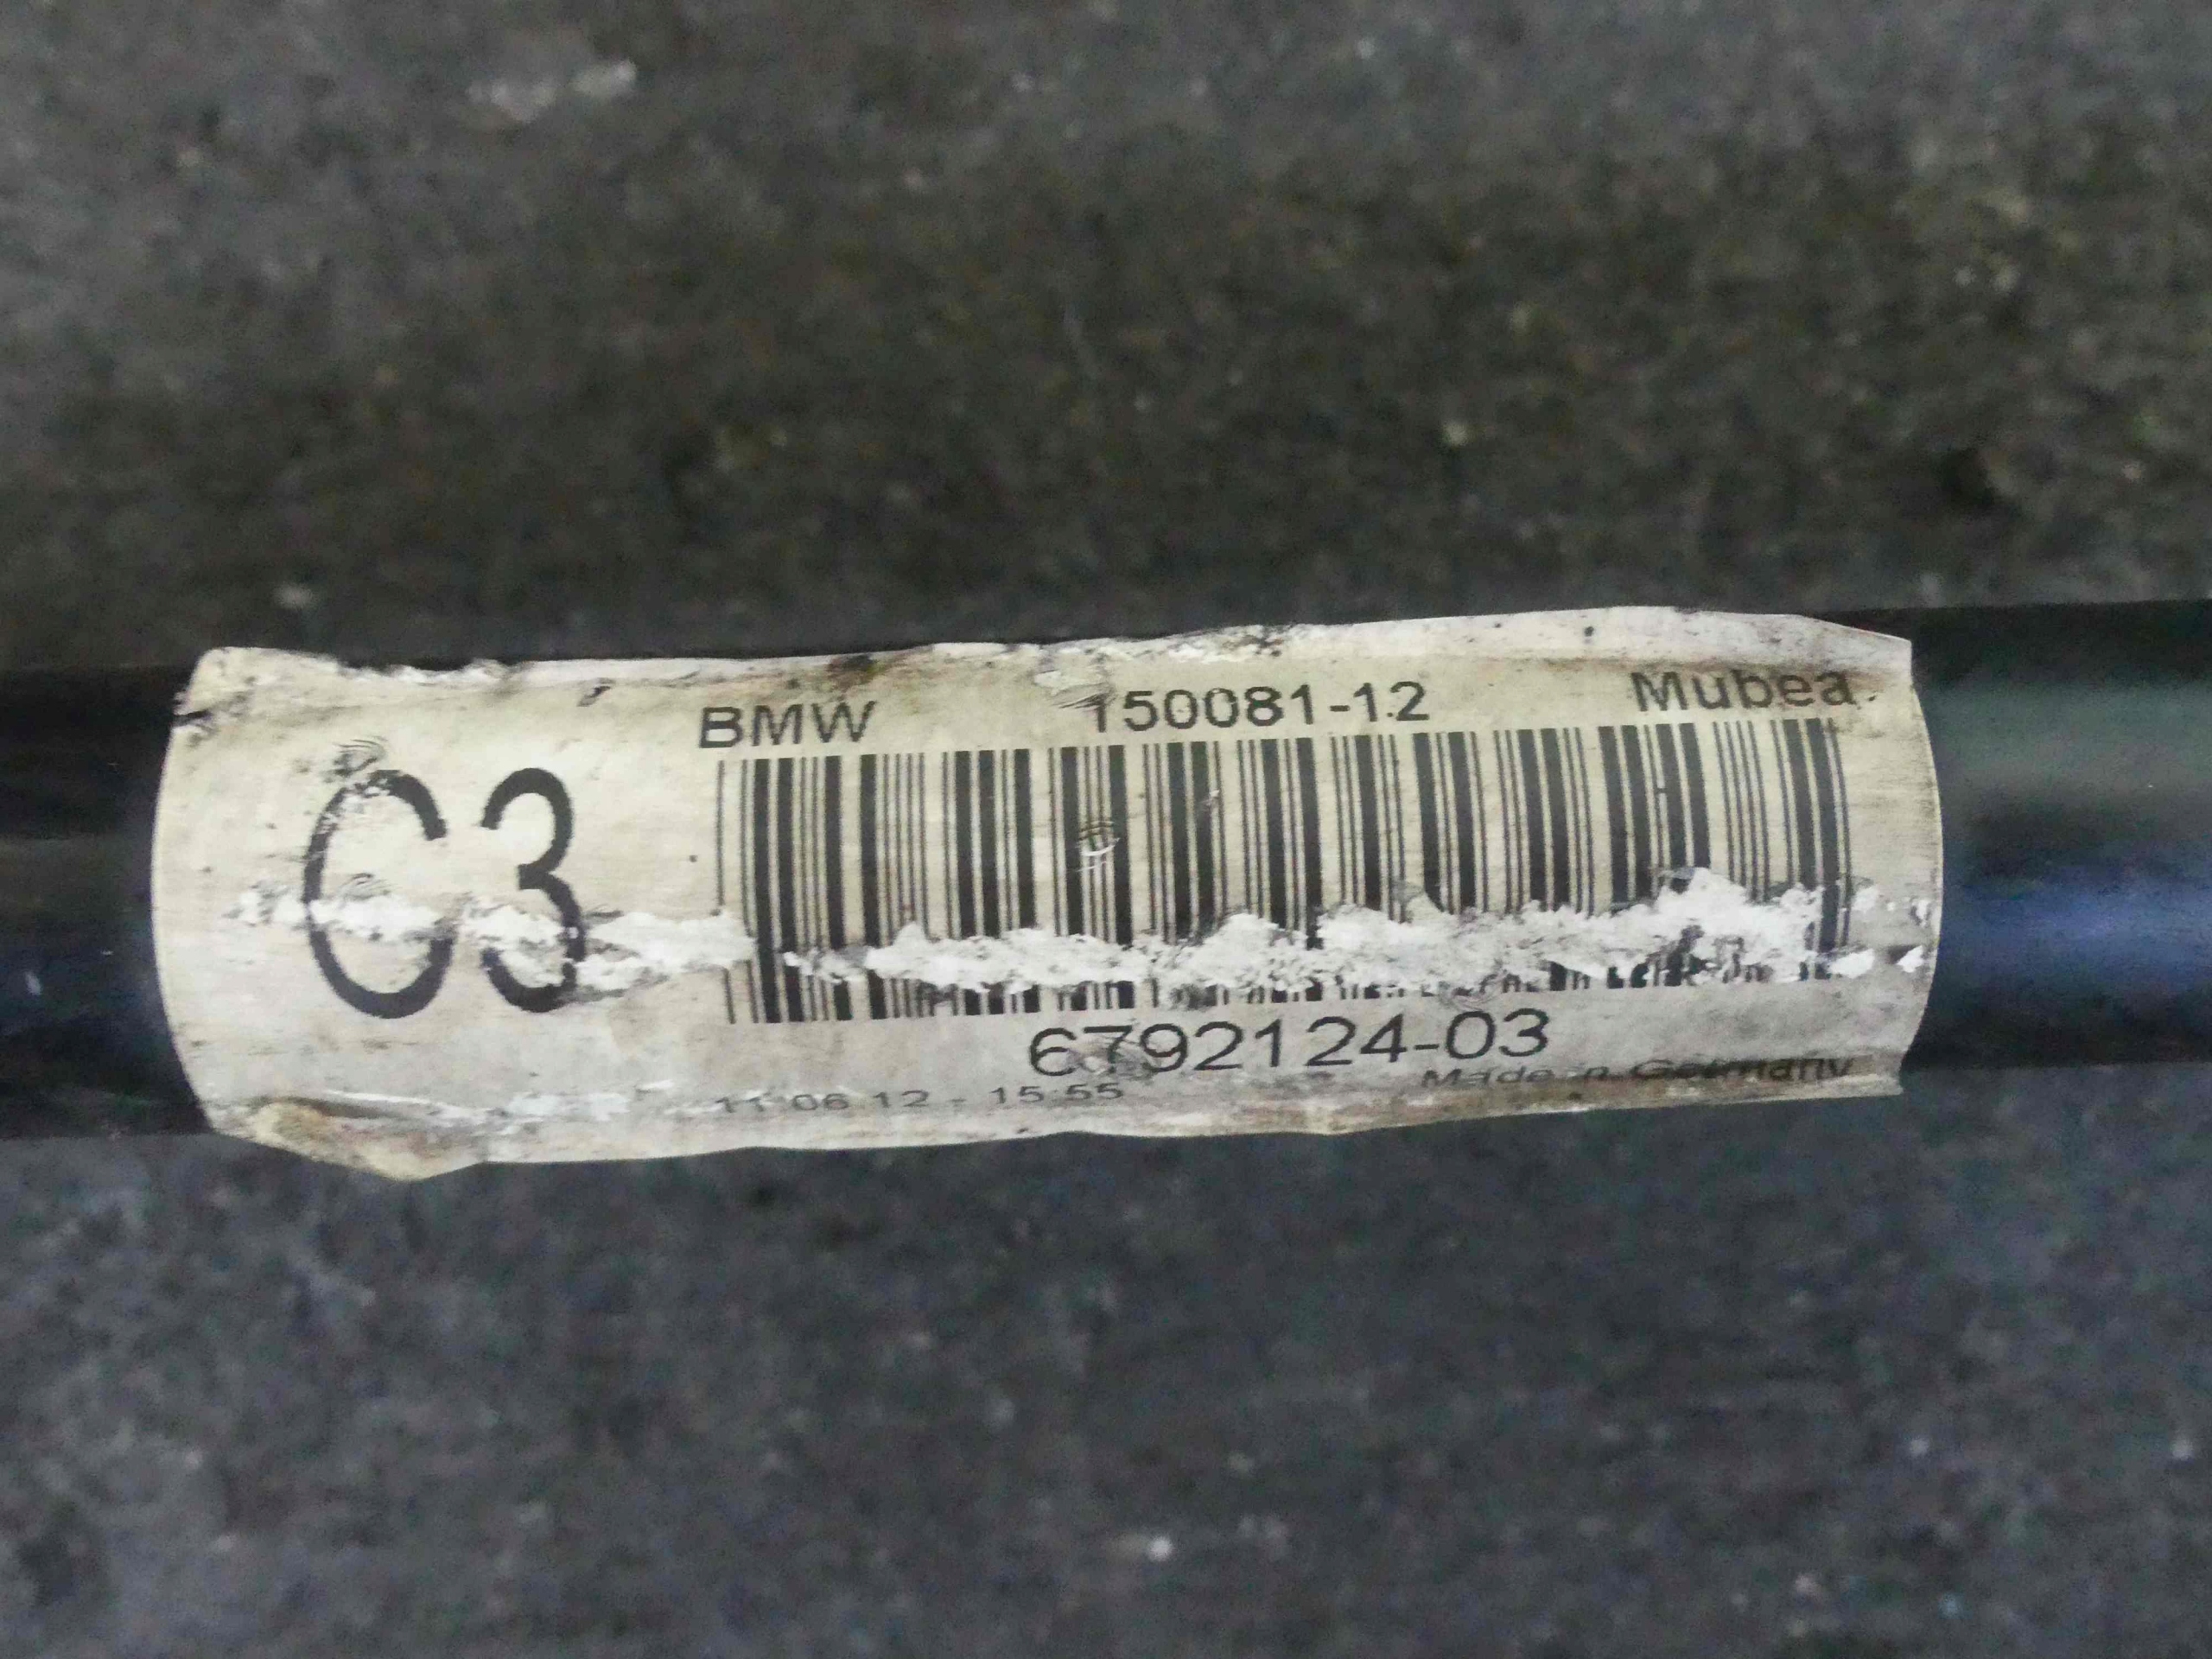 BMW 150081-12 Mubea
C3
6792124-03
11.06.12 - 15:55
Made in Germany